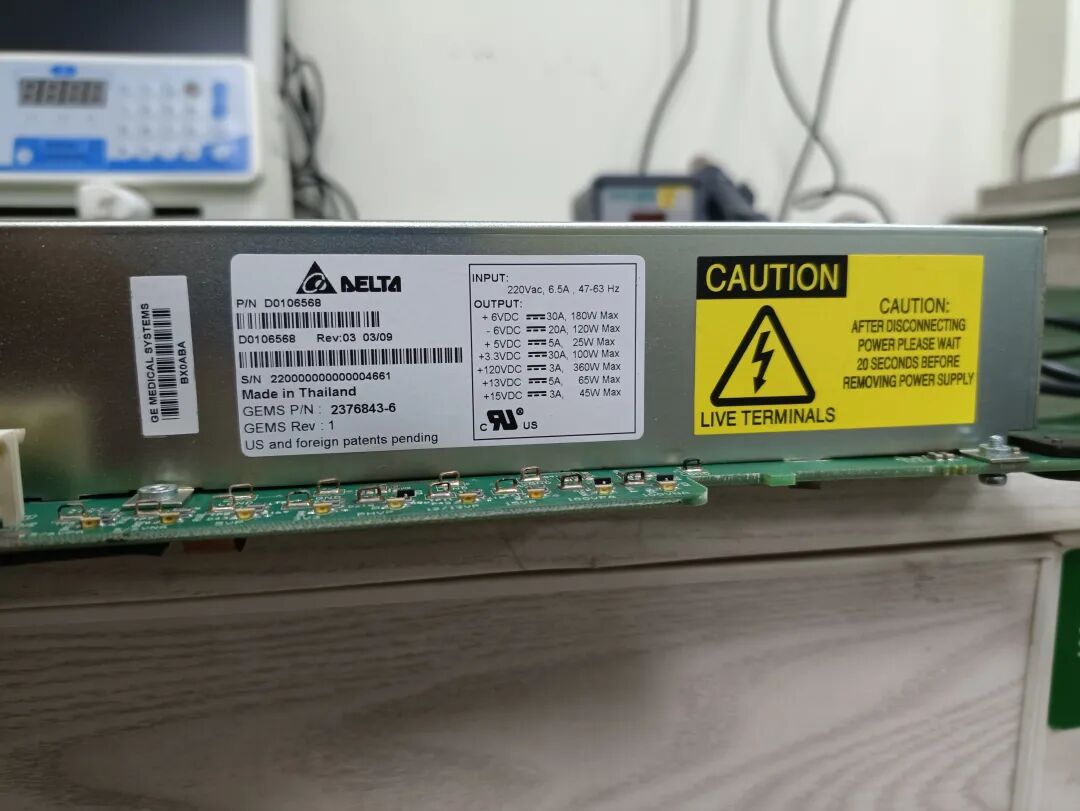 GE MEDICAL SYSTEMS
BX0ABA
DELTA
P/N D0106568
D0106568 Rev:03 03/09
S/N 220000000000004661
Made in Thailand
GEMS P/N : 2376843-6
GEMS Rev : 1
US and foreign patents pending
INPUT:
220Vac, 6.5A , 47-63 Hz
OUTPUT:
+ 6VDC 30A, 180W Max
- 6VDC 20A, 120W Max
+ 5VDC 5A, 25W Max
+3.3VDC 30A, 100W Max
+120VDC 3A, 360W Max
+13VDC 5A, 65W Max
+15VDC 3A, 45W Max
C RU ® US
CAUTION
LIVE TERMINALS
CAUTION:
AFTER DISCONNECTING
POWER PLEASE WAIT
20 SECONDS BEFORE
REMOVING POWER SUPPLY